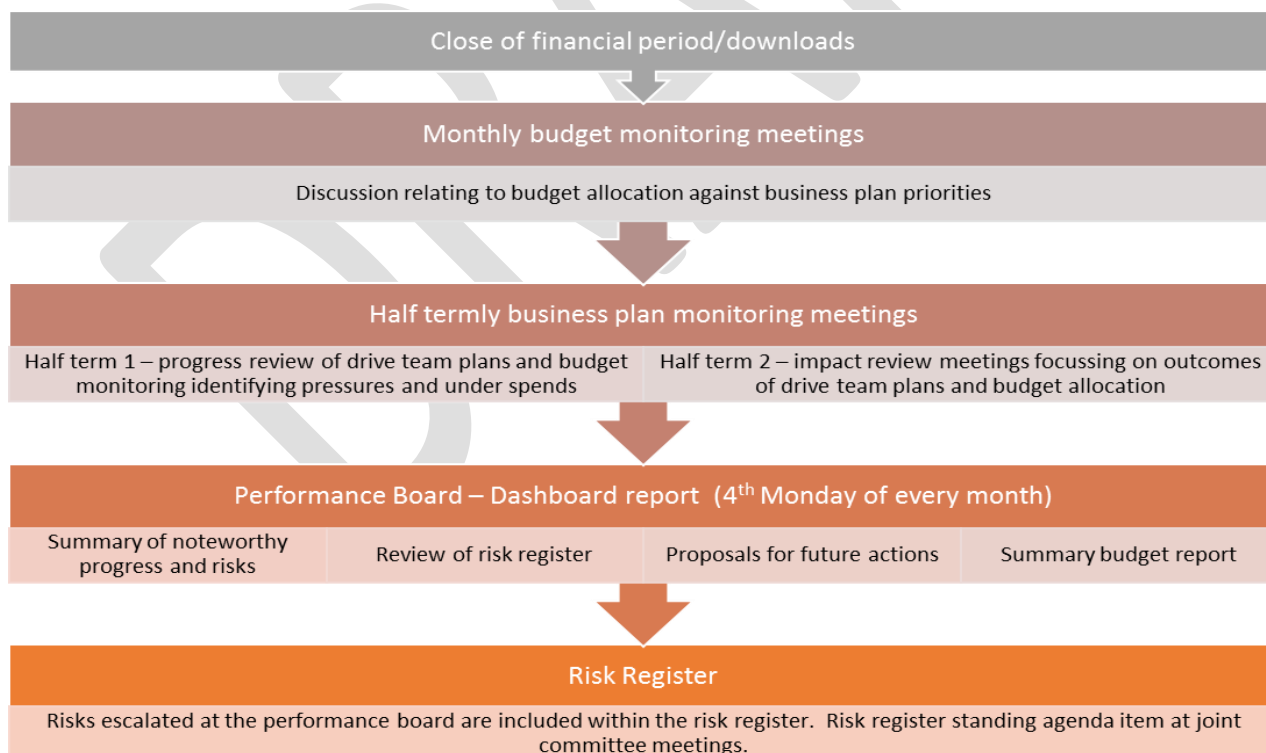 Close of financial period/downloads
Monthly budget monitoring meetings
Discussion relating to budget allocation against business plan priorities
Half termly business plan monitoring meetings
Half term 1 – progress review of drive team plans and budget
monitoring identifying pressures and under spends
Half term 2 – impact review meetings focussing on outcomes
of drive team plans and budget allocation
Performance Board – Dashboard report (4th Monday of every month)
Summary of noteworthy
progress and risks
Review of risk register
Proposals for future actions
Summary budget report
Risk Register
Risks escalated at the performance board are included within the risk register. Risk register standing agenda item at joint
committee meetings.